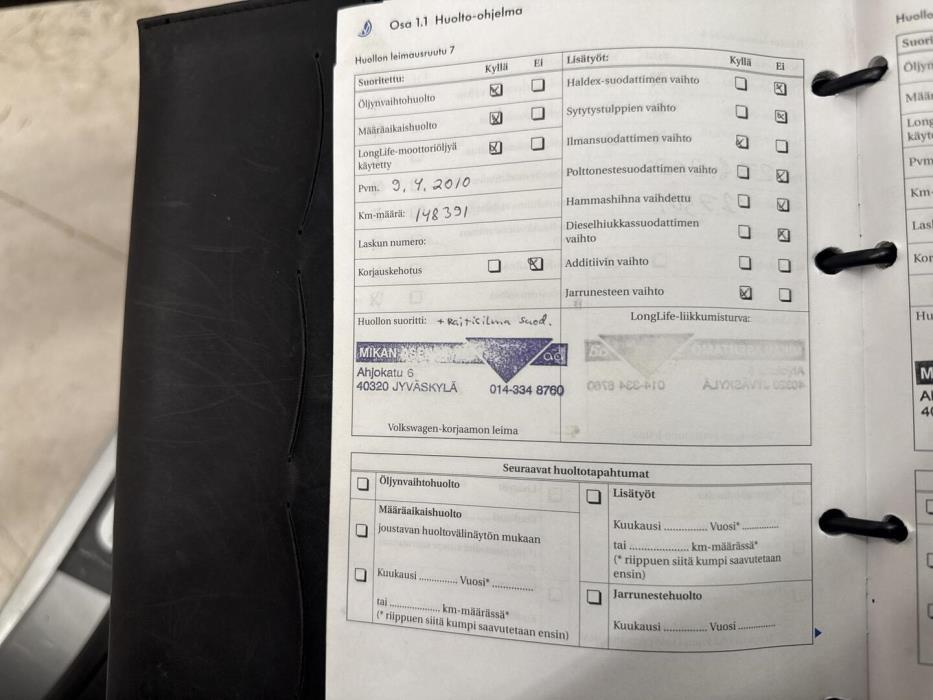 Osa 1.1 Huolto-ohjelma
Huollon leimausruutu 7
Suoritettu: Kyllä Ei
Öljynvaihtohuolto
Määräaikaishuolto
LongLife-moottoriöljyä
käytetty
Pvm. 9.4.2010
Km-määrä: 148391
Laskun numero:
Korjauskehotus
Lisätyöt: Kyllä Ei
Haldex-suodattimen vaihto
Sytytystulppien vaihto
Ilmansuodattimen vaihto
Polttonestesuodattimen vaihto
Hammashihna vaihdettu
Dieselhiukkassuodattimen
vaihto
Additiivin vaihto
Jarrunesteen vaihto
Huollon suoritti: + Raitisilma suod.
MIKAN
Ahjokatu 6
40320 JYVÄSKYLÄ 014-334 8760
Volkswagen-korjaamon leima
LongLife-liikkumisturva:
Seuraavat huoltotapahtumat
Öljynvaihtohuolto
Määräaikaishuolto
joustavan huoltovälinäytön mukaan
Kuukausi ............. Vuosi* ..............
tai .................... km-määrässä*
(* riippuen siitä kumpi saavutetaan ensin)
Lisätyöt
Kuukausi .............. Vuosi* ............
tai .................... km-määrässä*
(* riippuen siitä kumpi saavutetaan
ensin)
Jarrunestehuolto
Kuukausi .............. Vuosi ............